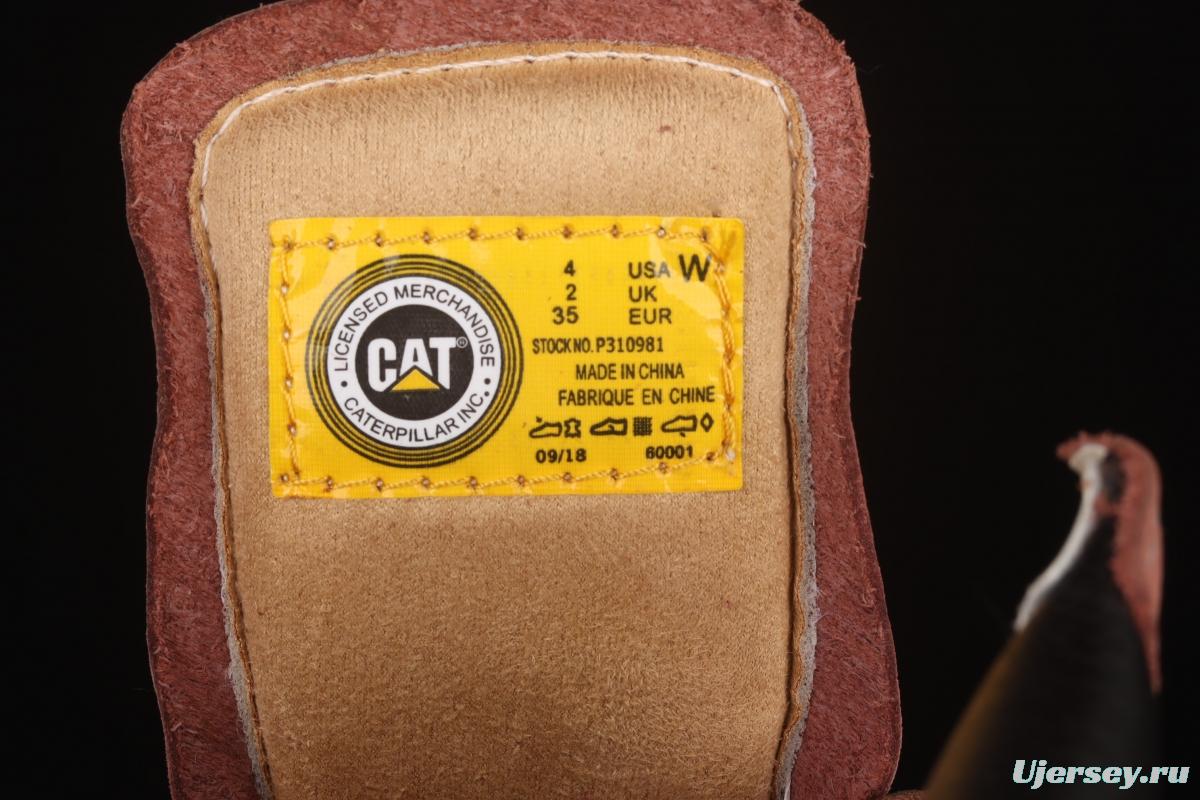 LICENSED MERCHANDISE
CAT®
CATERPILLAR INC.
4 USA W
2 UK
35 EUR
STOCK NO. P310981
MADE IN CHINA
FABRIQUE EN CHINE
09/18 60001
Ujersey.ru